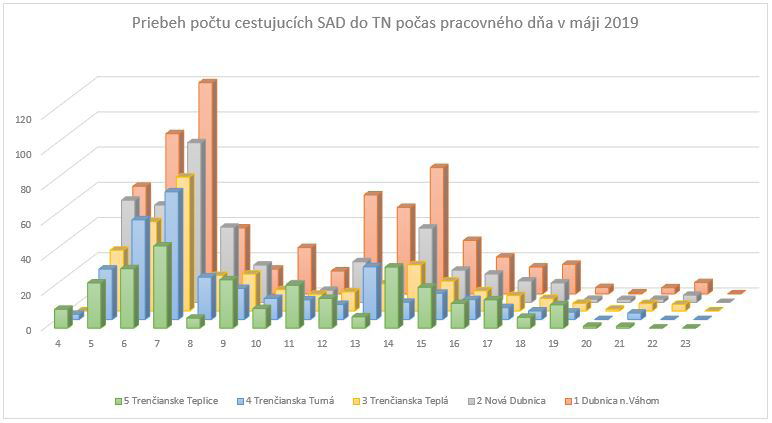 Priebeh počtu cestujucích SAD do TN počas pracovného dňa v máji 2019
120
100
80
60
40
20
0
4 5 6 7 8 9 10 11 12 13 14 15 16 17 18 19 20 21 22 23
5 Trenčianske Teplice 4 Trenčianska Turná 3 Trenčianska Teplá 2 Nová Dubnica 1 Dubnica n.Váhom